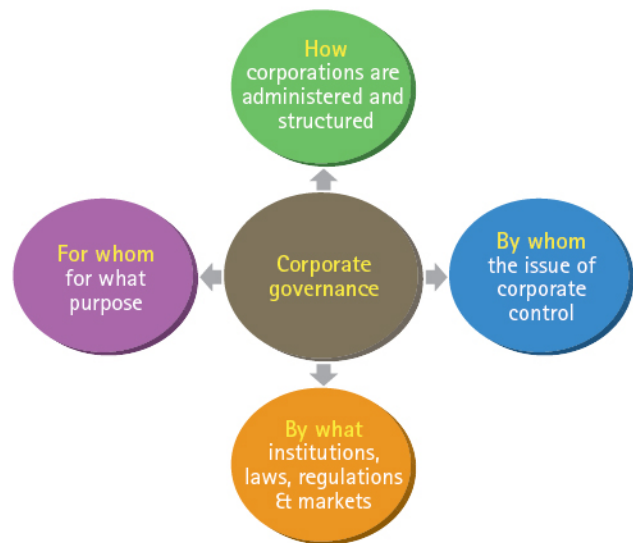 How
corporations are
administered and
structured
For whom
for what
purpose
Corporate
governance
By whom
the issue of
corporate
control
By what
institutions,
laws, regulations
& markets